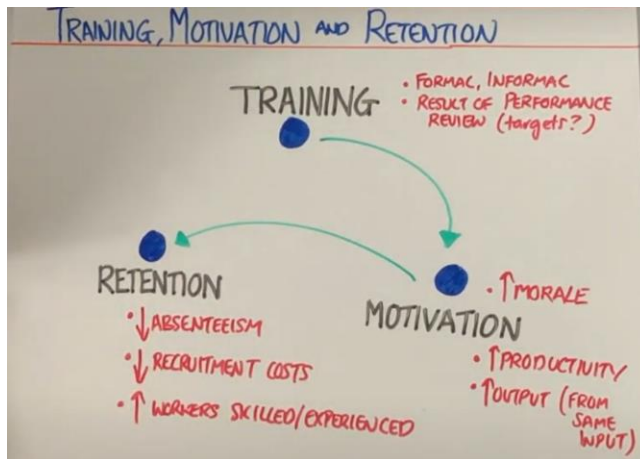 TRAINING, MOTIVATION AND RETENTION
TRAINING
• FORMAL, INFORMAL
• RESULT OF PERFORMANCE
REVIEW (targets?)
RETENTION
• ↓ ABSENTEEISM
• ↓ RECRUITMENT COSTS
• ↑ WORKERS SKILLED/EXPERIENCED
MOTIVATION
• ↑ MORALE
• ↑ PRODUCTIVITY
• ↑ OUTPUT (FROM
SAME
INPUT)